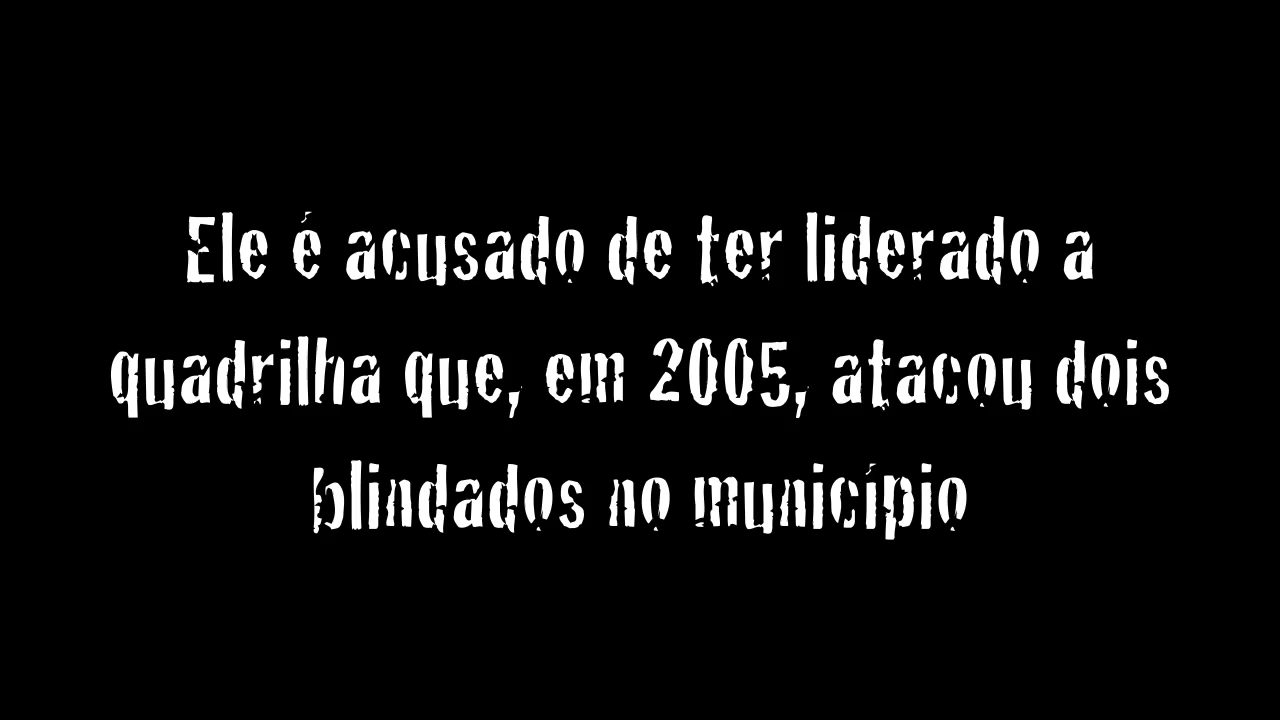 Ele é acusado de ter liderado a
quadrilha que, em 2005, atacou dois
blindados no município